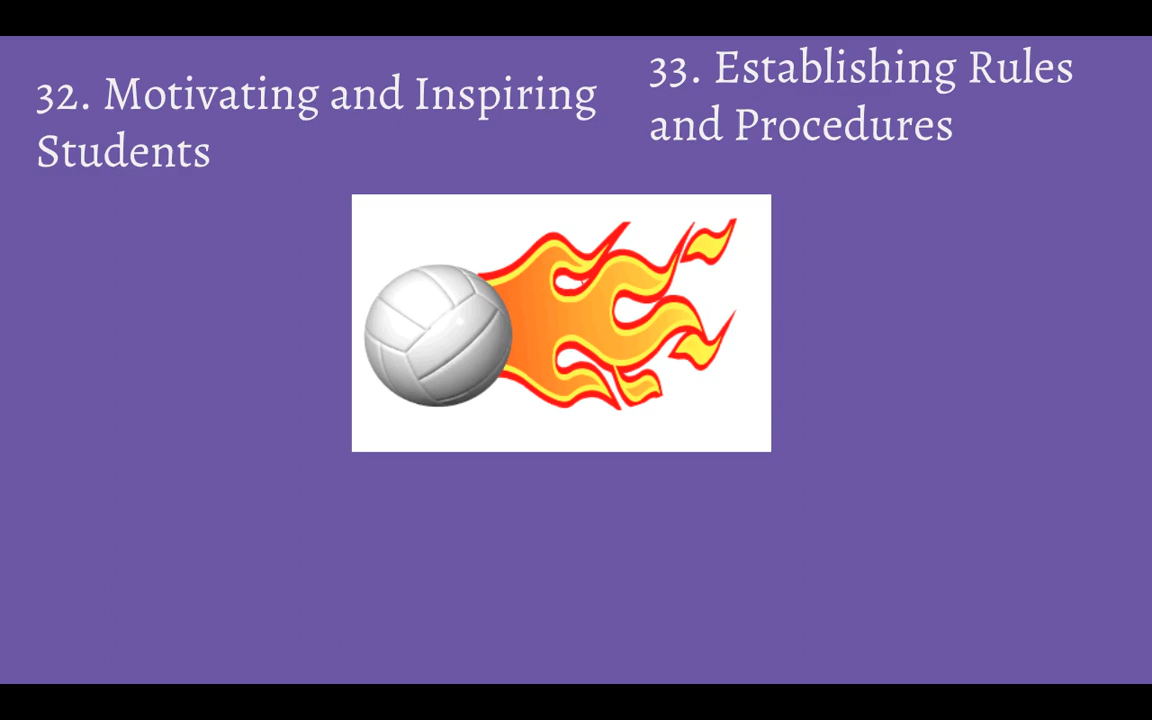 32. Motivating and Inspiring
Students
33. Establishing Rules
and Procedures